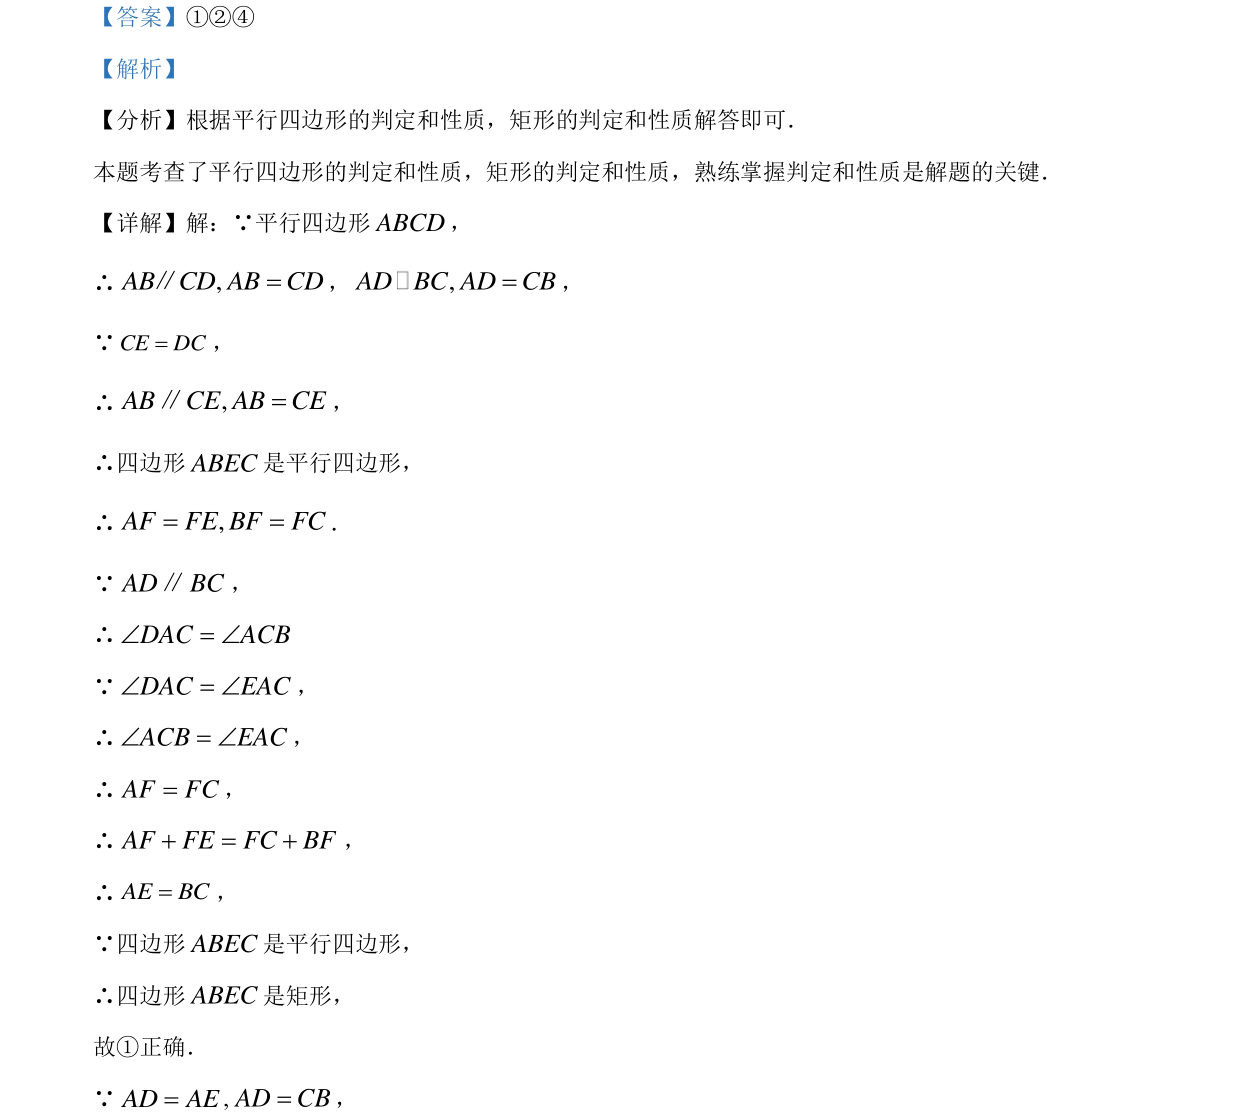 【答案】①②④
【解析】
【分析】根据平行四边形的判定和性质，矩形的判定和性质解答即可．
本题考查了平行四边形的判定和性质，矩形的判定和性质，熟练掌握判定和性质是解题的关键．
【详解】解：∵平行四边形 ABCD，
∴ AB∥CD, AB = CD， AD□BC, AD = CB，
∵ CE = DC，
∴ AB∥CE, AB = CE，
∴四边形 ABEC 是平行四边形，
∴ AF = FE, BF = FC．
∵ AD∥BC，
∴ ∠DAC = ∠ACB
∵ ∠DAC = ∠EAC，
∴ ∠ACB = ∠EAC，
∴ AF = FC，
∴ AF + FE = FC + BF，
∴ AE = BC，
∵四边形 ABEC 是平行四边形，
∴四边形 ABEC 是矩形，
故①正确．
∵ AD = AE, AD = CB，